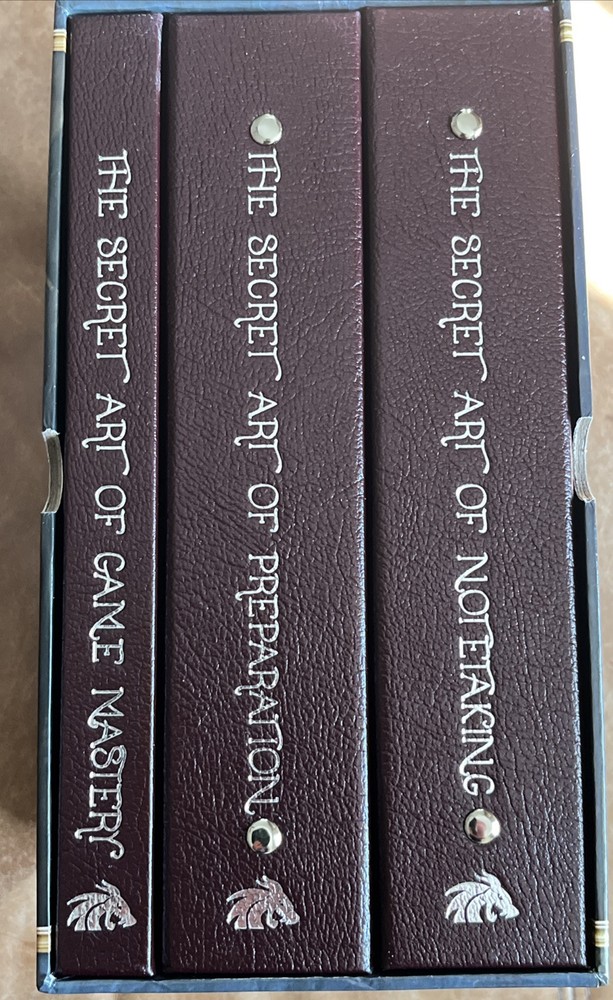 THE SECRET ART OF GAME MASTERY
THE SECRET ART OF PREPARATION
THE SECRET ART OF NOTETAKING